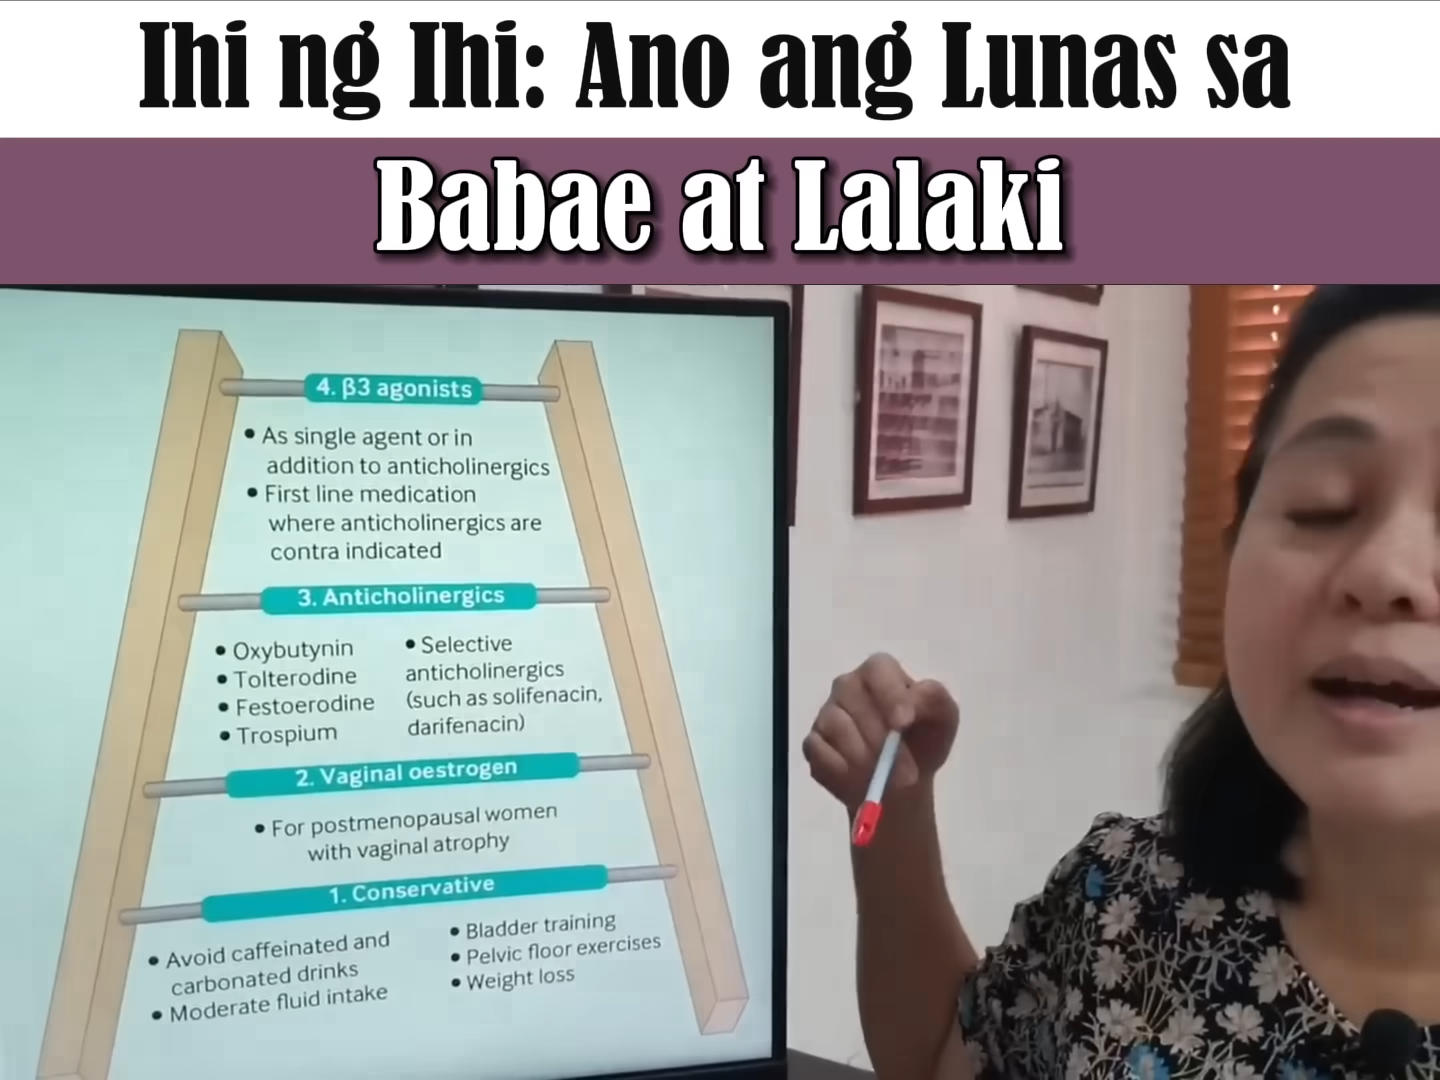 Ihi ng Ihi: Ano ang Lunas sa
Babae at Lalaki
4. β3 agonists
• As single agent or in
addition to anticholinergics
• First line medication
where anticholinergics are
contra indicated
3. Anticholinergics
• Oxybutynin
• Tolterodine
• Festoerodine
• Trospium
• Selective
anticholinergics
(such as solifenacin,
darifenacin)
2. Vaginal oestrogen
• For postmenopausal women
with vaginal atrophy
1. Conservative
• Avoid caffeinated and
carbonated drinks
• Moderate fluid intake
• Bladder training
• Pelvic floor exercises
• Weight loss